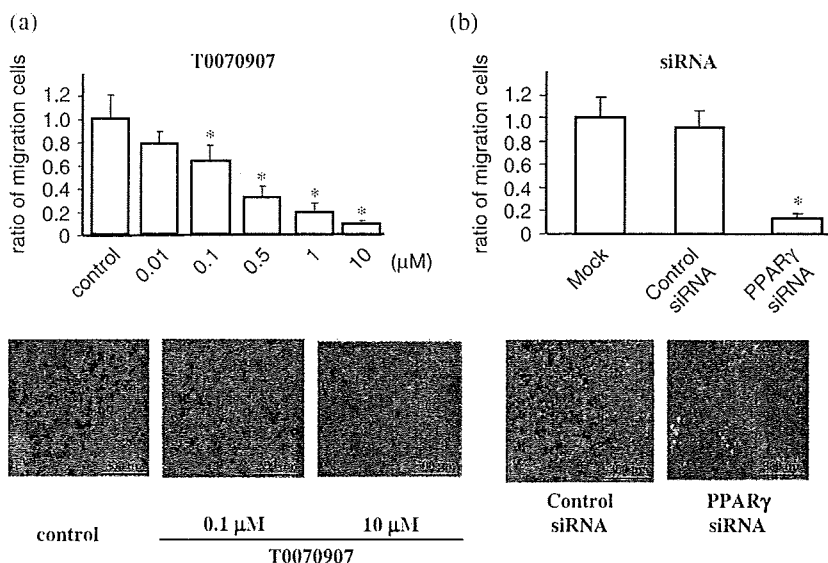 (a)
T0070907
ratio of migration cells
1.2
1.0
0.8
0.6
0.4
0.2
0
*
*
*
*
control
0.01
0.1
0.5
1
10
(μM)
(b)
siRNA
ratio of migration cells
1.2
1.0
0.8
0.6
0.4
0.2
0
*
Mock
Control
siRNA
PPARγ
siRNA
control
0.1 μM
10 μM
T0070907
Control
siRNA
PPARγ
siRNA